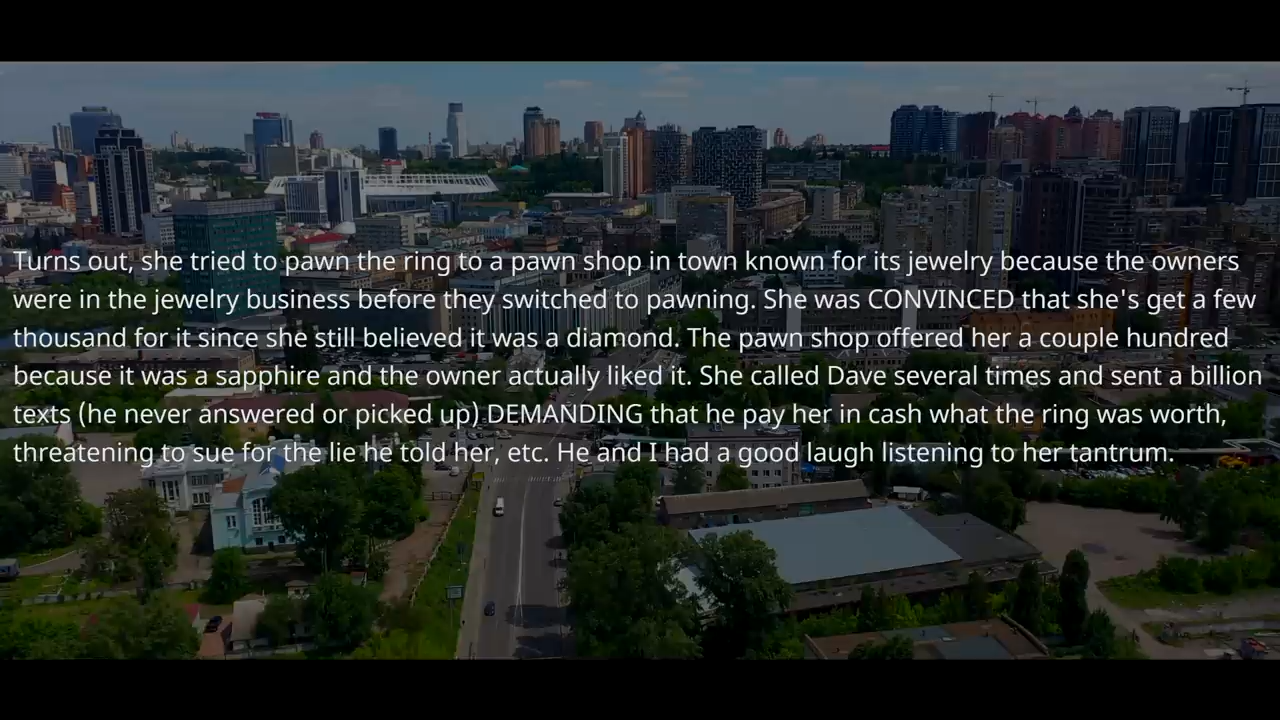 Turns out, she tried to pawn the ring to a pawn shop in town known for its jewelry because the owners
were in the jewelry business before they switched to pawning. She was CONVINCED that she's get a few
thousand for it since she still believed it was a diamond. The pawn shop offered her a couple hundred
because it was a sapphire and the owner actually liked it. She called Dave several times and sent a billion
texts (he never answered or picked up) DEMANDING that he pay her in cash what the ring was worth,
threatening to sue for the lie he told her, etc. He and I had a good laugh listening to her tantrum.